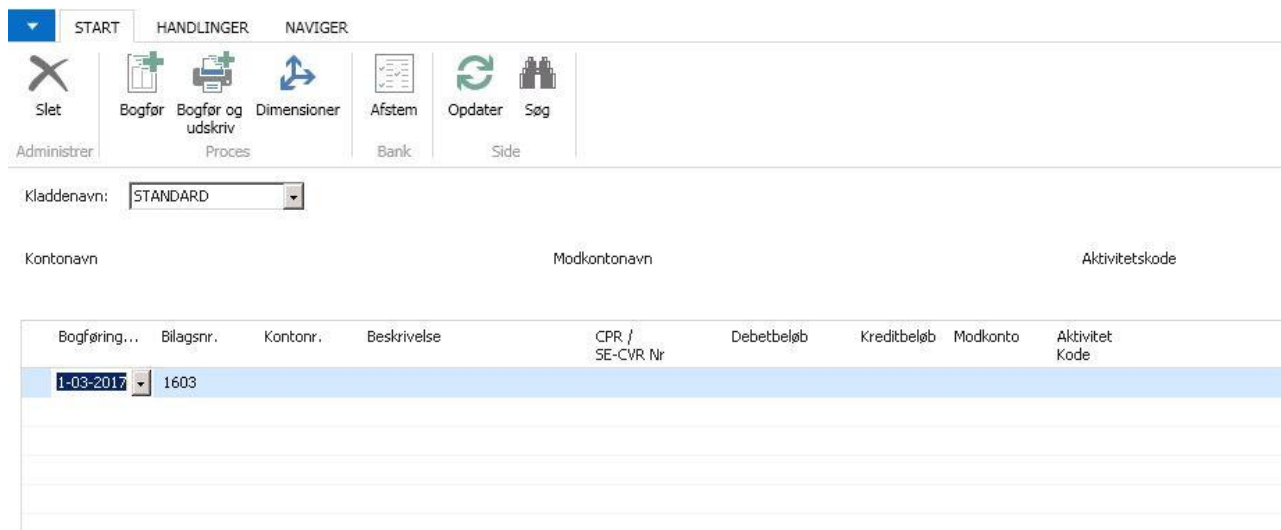 START HANDLINGER NAVIGER
Slet Bogfør Bogfør og udskriv Dimensioner Afstem Opdater Søg
Administrer Proces Bank Side
Kladdenavn: STANDARD
Kontonavn Modkontonavn Aktivitetskode
Bogføring... Bilagsnr. Kontonr. Beskrivelse CPR / SE-CVR Nr Debetbeløb Kreditbeløb Modkonto Aktivitet Kode
1-03-2017 1603